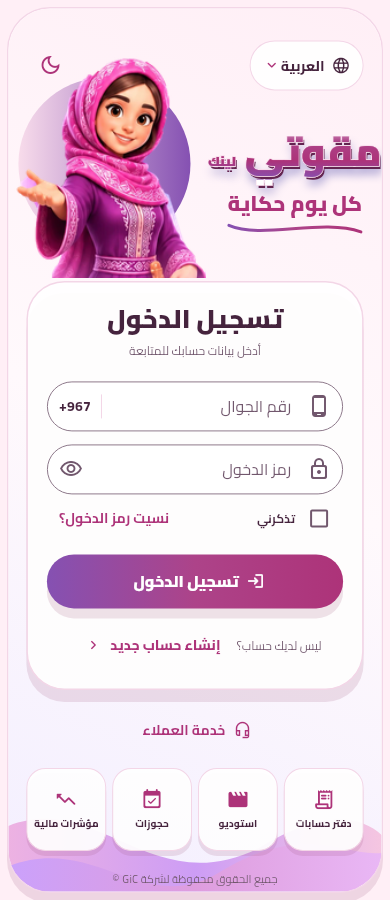 العربية
مقوتي لينك
كل يوم حكاية
تسجيل الدخول
أدخل بيانات حسابك للمتابعة
رقم الجوال
+967
رمز الدخول
تذكرني
نسيت رمز الدخول؟
تسجيل الدخول
ليس لديك حساب؟ إنشاء حساب جديد
خدمة العملاء
دفتر حسابات
استوديو
حجوزات
مؤشرات مالية
جميع الحقوق محفوظة لشركة GiC ©